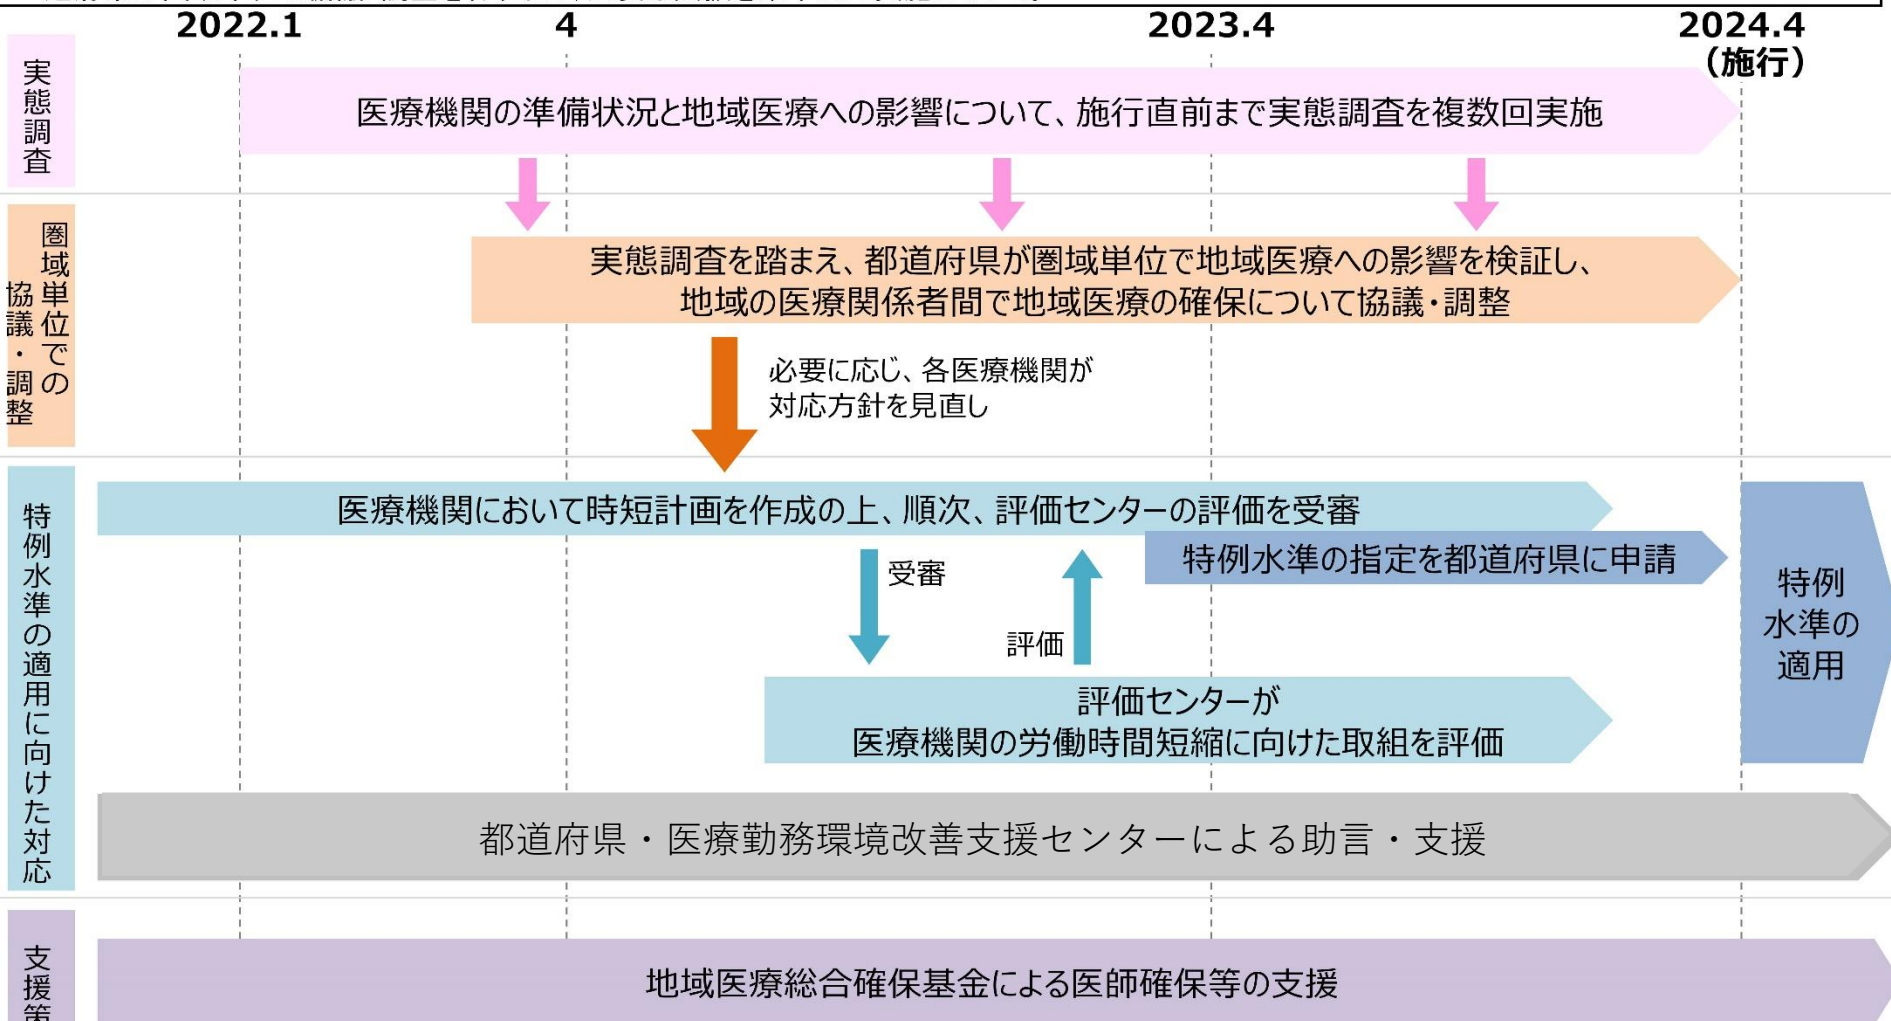 2022.1
4
2023.4
2024.4
（施行）
実態調査
医療機関の準備状況と地域医療への影響について、施行直前まで実態調査を複数回実施
圏域単位での
協議・調整
実態調査を踏まえ、都道府県が圏域単位で地域医療への影響を検証し、
地域の医療関係者間で地域医療の確保について協議・調整
必要に応じ、各医療機関が
対応方針を見直し
特例水準の適用に向けた対応
医療機関において時短計画を作成の上、順次、評価センターの評価を受審
特例水準の指定を都道府県に申請
受審
評価
評価センターが
医療機関の労働時間短縮に向けた取組を評価
特例
水準の
適用
都道府県・医療勤務環境改善支援センターによる助言・支援
支援策
地域医療総合確保基金による医師確保等の支援